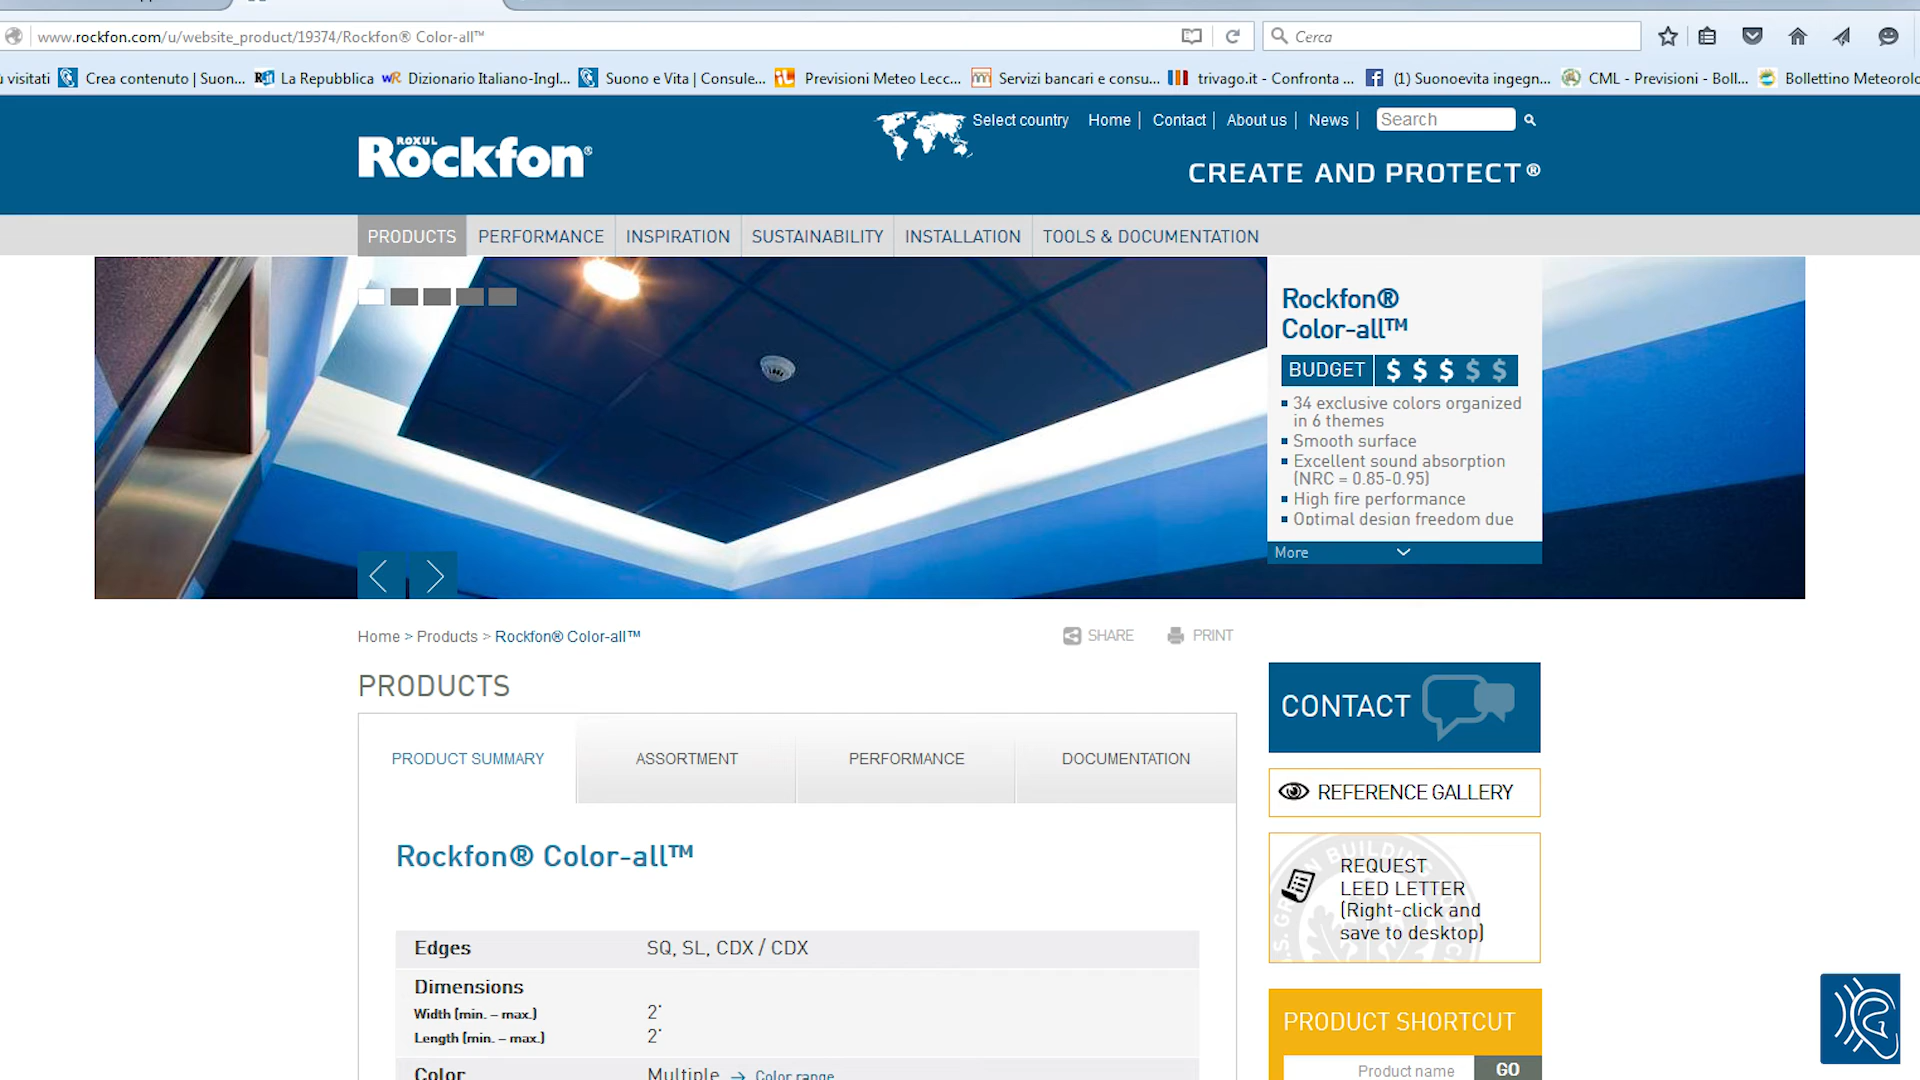 www.rockfon.com/u/website_product/19374/Rockfon® Color-all™
Cerca
ù visitati
Crea contenuto | Suon...
La Repubblica
Dizionario Italiano-Ingl...
Suono e Vita | Consule...
Previsioni Meteo Lecc...
Servizi bancari e consu...
trivago.it - Confronta ...
(1) Suonoevita ingegn...
CML - Previsioni - Boll...
Bollettino Meteorolo
ROXUL
Rockfon®
Select country
Home | Contact | About us | News |
Search
CREATE AND PROTECT®
PRODUCTS
PERFORMANCE
INSPIRATION
SUSTAINABILITY
INSTALLATION
TOOLS & DOCUMENTATION
Rockfon®
Color-all™
BUDGET $ $ $ $ $
34 exclusive colors organized
in 6 themes
Smooth surface
Excellent sound absorption
(NRC = 0.85-0.95)
High fire performance
Optimal design freedom due
More
Home > Products > Rockfon® Color-all™
SHARE
PRINT
PRODUCTS
PRODUCT SUMMARY
ASSORTMENT
PERFORMANCE
DOCUMENTATION
Rockfon® Color-all™
Edges SQ, SL, CDX / CDX
Dimensions
Width (min. – max.) 2'
Length (min. – max.) 2'
Color Multiple → Color range
CONTACT
REFERENCE GALLERY
REQUEST
LEED LETTER
(Right-click and
save to desktop)
PRODUCT SHORTCUT
Product name
GO